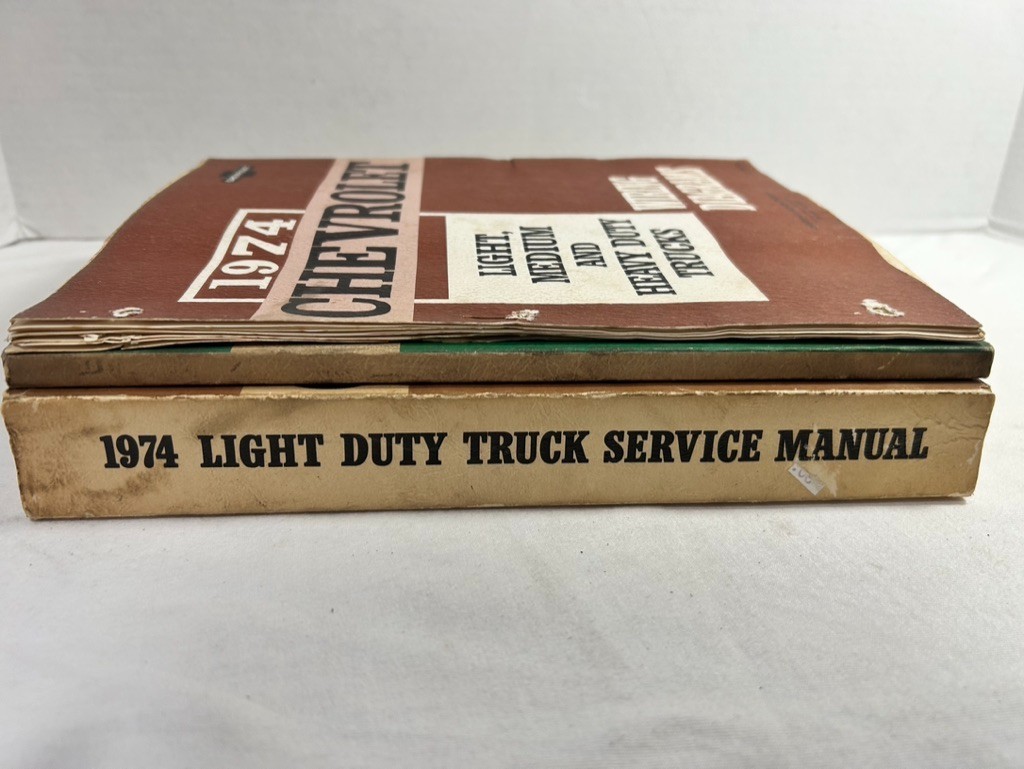 1974
CHEVROLET
LIGHT,
MEDIUM
AND
HEAVY DUTY
TRUCKS
1974 LIGHT DUTY TRUCK SERVICE MANUAL